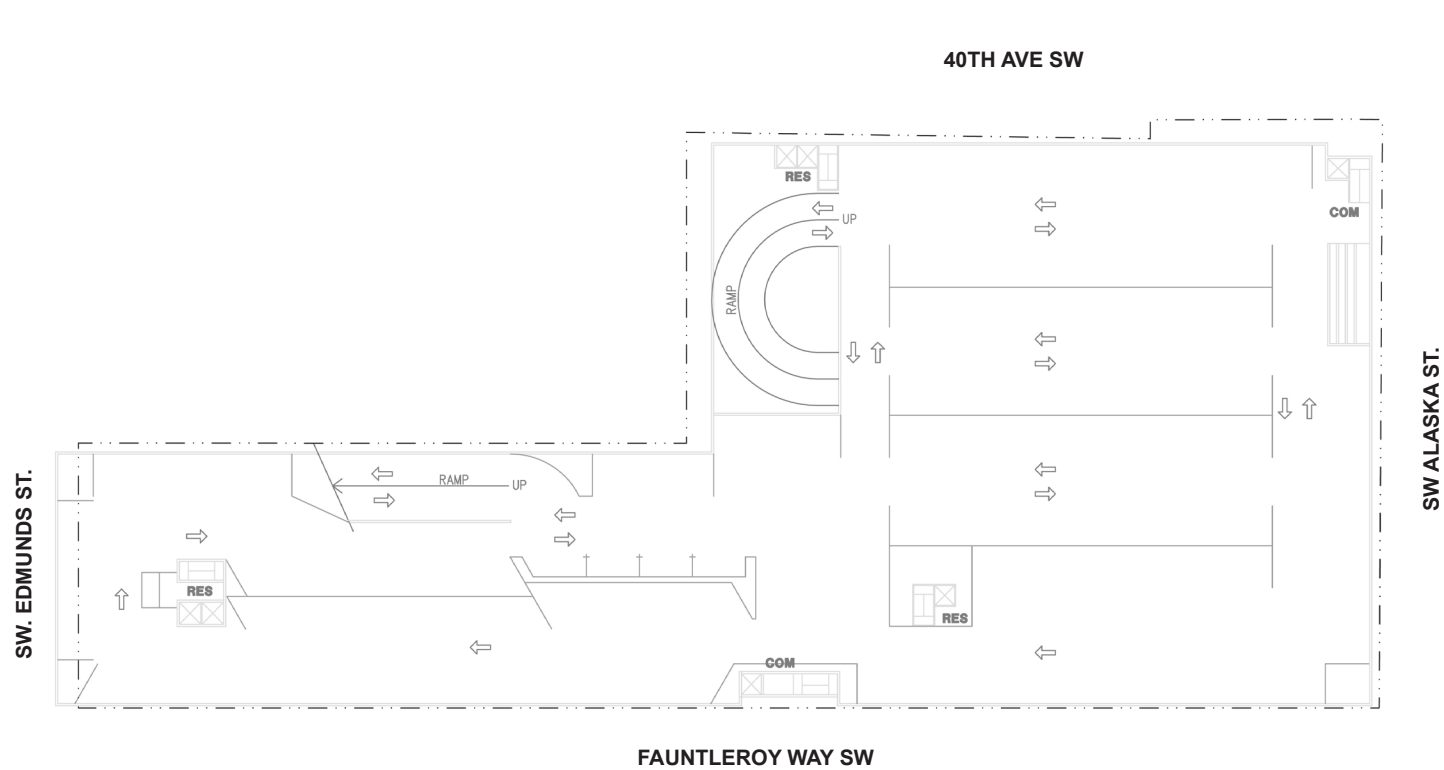 40TH AVE SW
RES
COM
UP
RAMP
SW ALASKA ST.
SW. EDMUNDS ST.
RAMP
UP
RES
RES
COM
FAUNTLEROY WAY SW